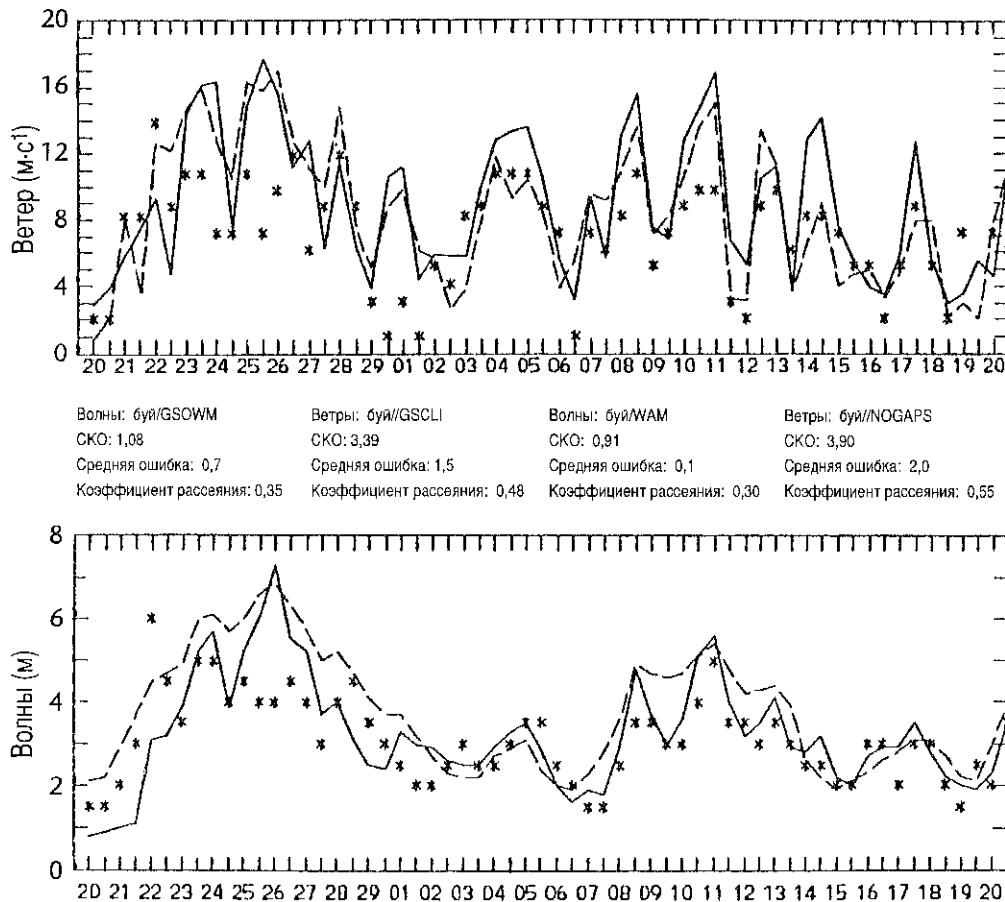 20
16
12
8
4
0
Ветер (м·с¹)
20 21 22 23 24 25 26 27 28 29 01 02 03 04 05 06 07 08 09 10 11 12 13 14 15 16 17 18 19 20
Волны: буй/GSOWM Ветры: буй//GSCLI Волны: буй/WAM Ветры: буй//NOGAPS
СКО: 1,08 СКО: 3,39 СКО: 0,91 СКО: 3,90
Средняя ошибка: 0,7 Средняя ошибка: 1,5 Средняя ошибка: 0,1 Средняя ошибка: 2,0
Коэффициент рассеяния: 0,35 Коэффициент рассеяния: 0,48 Коэффициент рассеяния: 0,30 Коэффициент рассеяния: 0,55
8
6
4
2
0
Волны (м)
20 21 22 23 24 25 26 27 28 29 01 02 03 04 05 06 07 08 09 10 11 12 13 14 15 16 17 18 19 20